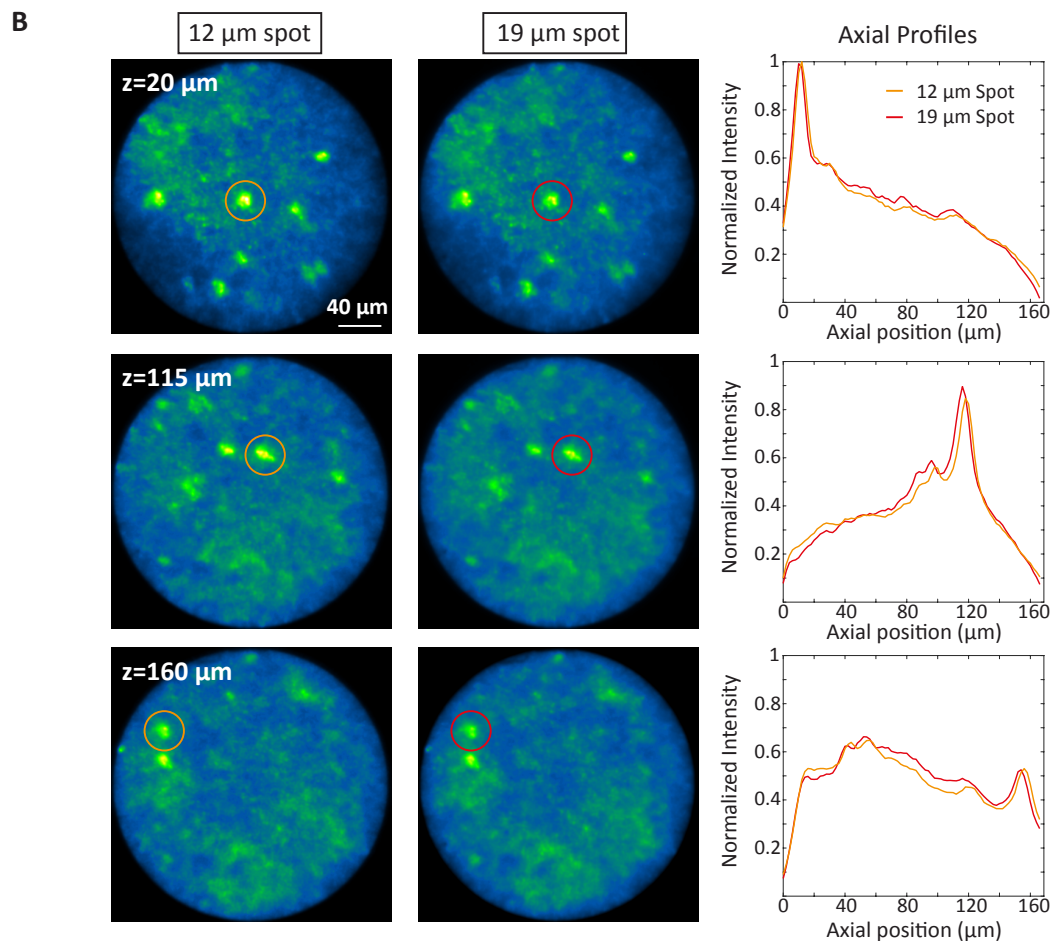 B
12 μm spot
19 μm spot
Axial Profiles
z=20 μm
40 μm
1
0.8
0.6
0.4
0.2
Normalized Intensity
12 μm Spot
19 μm Spot
0 40 80 120 160
Axial position (μm)
z=115 μm
1
0.8
0.6
0.4
0.2
Normalized Intensity
0 40 80 120 160
Axial position (μm)
z=160 μm
1
0.8
0.6
0.4
0.2
Normalized Intensity
0 40 80 120 160
Axial position (μm)